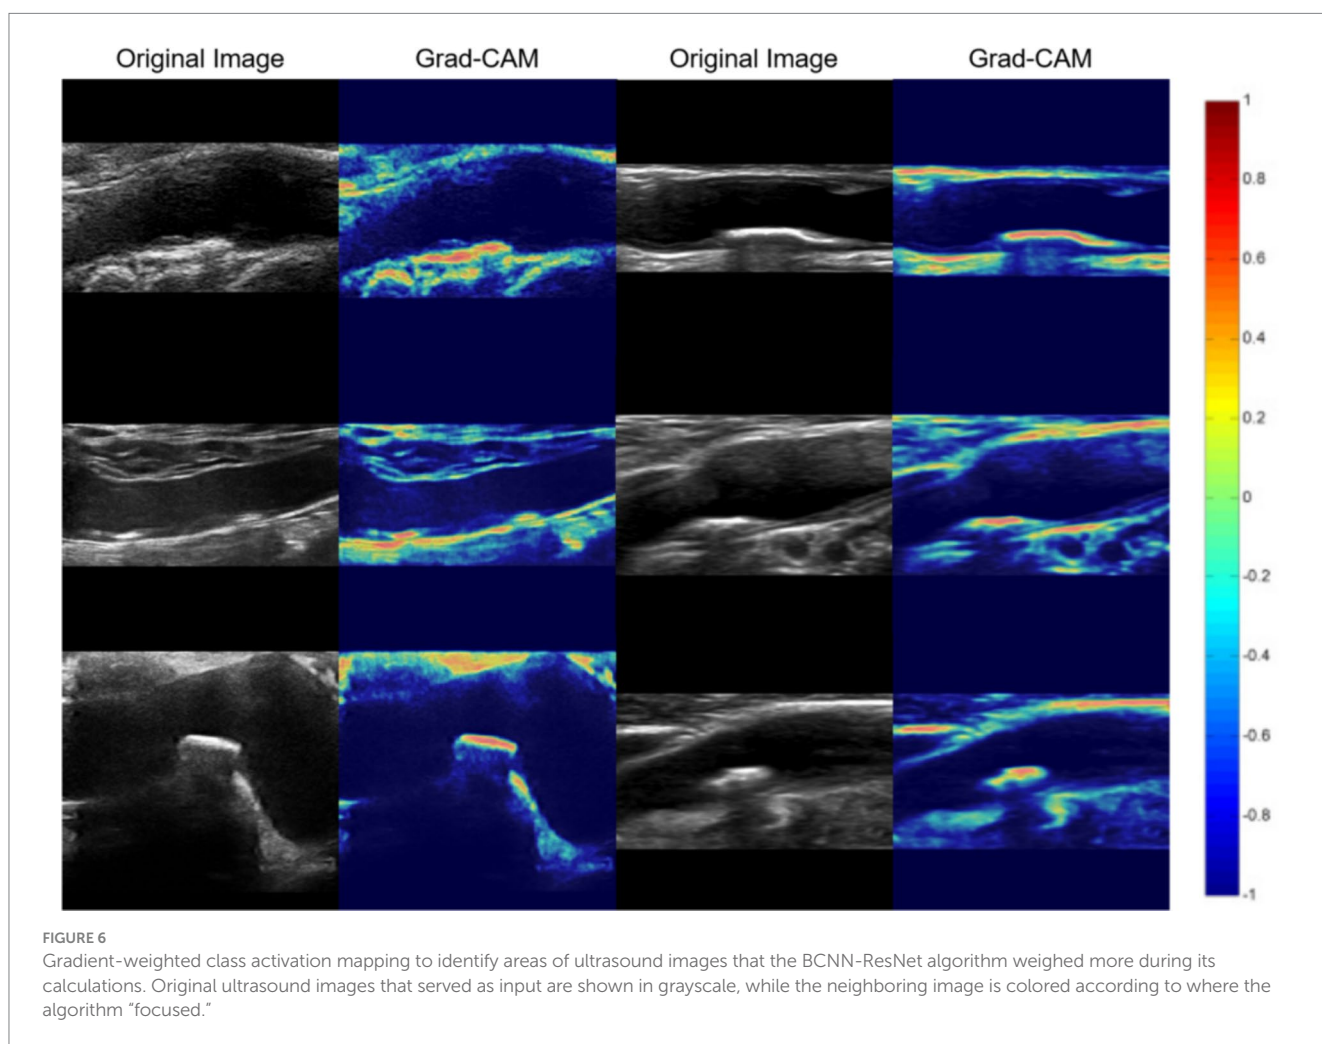 Original Image Grad-CAM Original Image Grad-CAM
1
0.8
0.6
0.4
0.2
0
-0.2
-0.4
-0.6
-0.8
-1
FIGURE 6
Gradient-weighted class activation mapping to identify areas of ultrasound images that the BCNN-ResNet algorithm weighed more during its
calculations. Original ultrasound images that served as input are shown in grayscale, while the neighboring image is colored according to where the
algorithm “focused.”